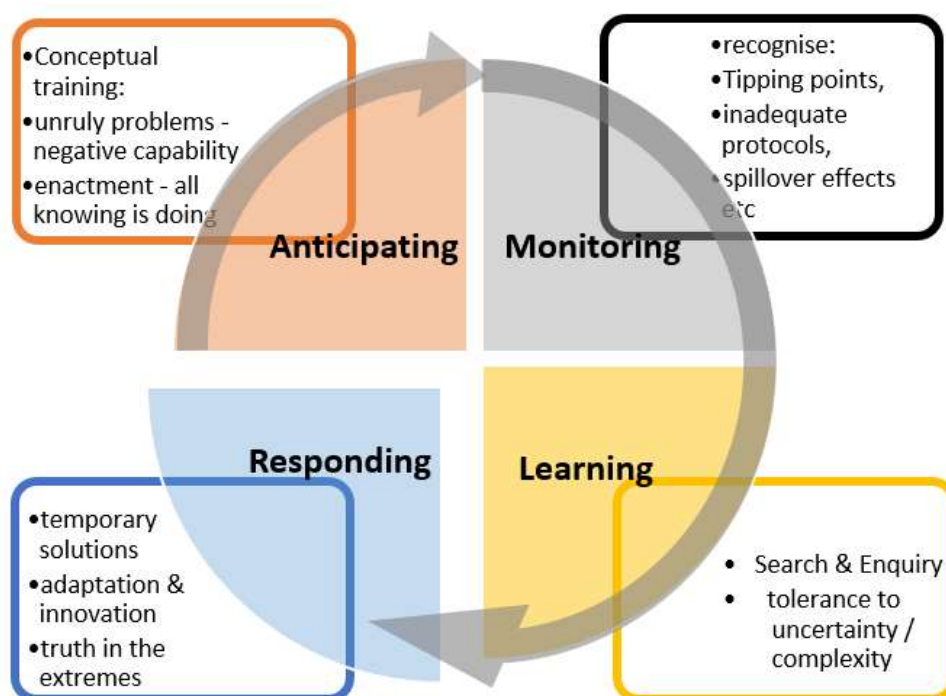 •Conceptual
training:
•unruly problems -
negative capability
•enactment - all
knowing is doing
•recognise:
•Tipping points,
•inadequate
protocols,
•spillover effects
etc
Anticipating
Monitoring
Responding
Learning
•temporary
solutions
•adaptation &
innovation
•truth in the
extremes
• Search & Enquiry
• tolerance to
uncertainty /
complexity